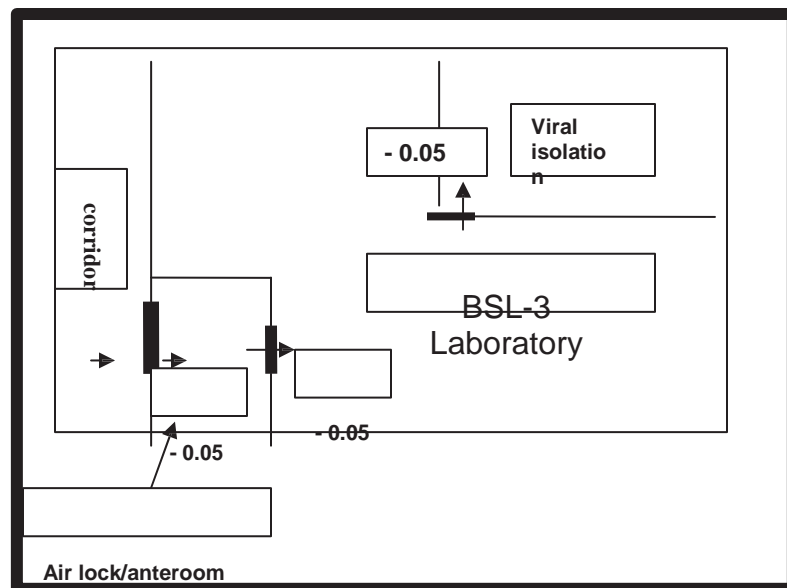 - 0.05
Viral
isolatio
n
corridor
BSL-3
Laboratory
- 0.05
- 0.05
Air lock/anteroom